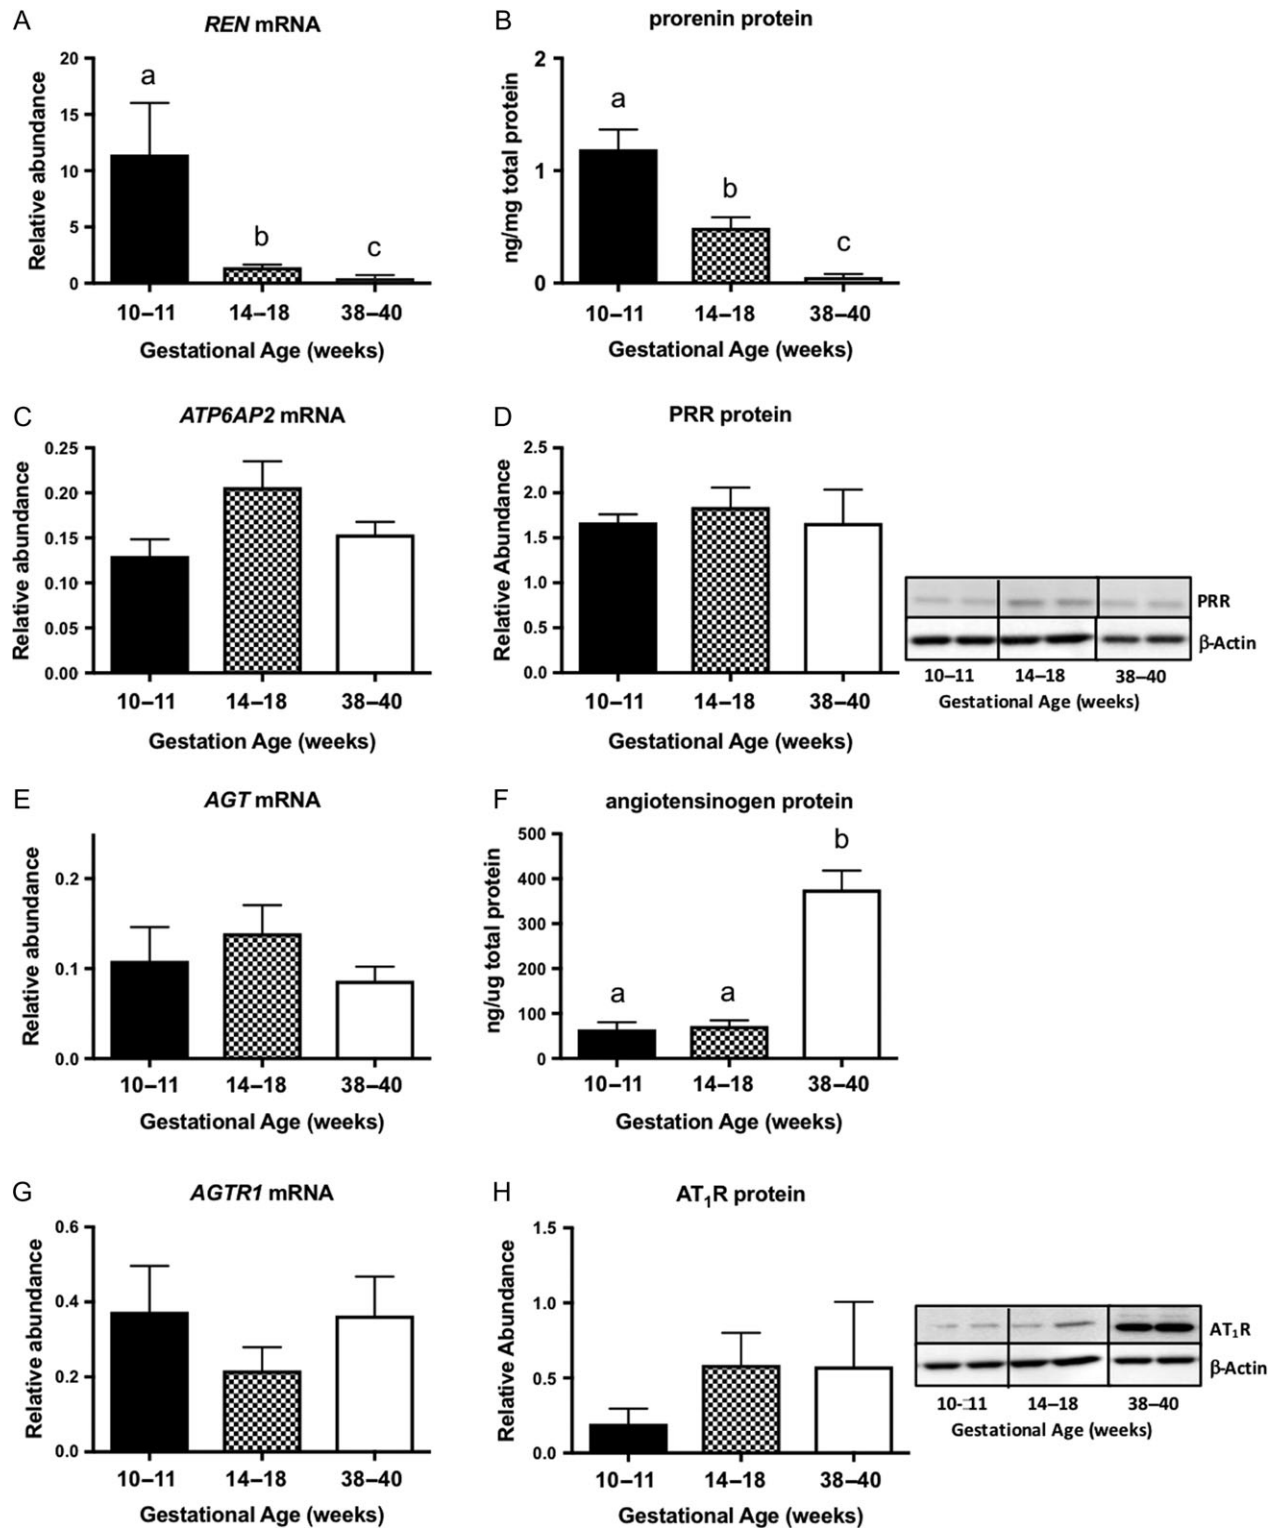 A
REN mRNA
Relative abundance
20
15
10
5
0
a
b
c
10–11
14–18
38–40
Gestational Age (weeks)
B
prorenin protein
ng/mg total protein
2
1
0
a
b
c
10–11
14–18
38–40
Gestational Age (weeks)
C
ATP6AP2 mRNA
Relative abundance
0.25
0.20
0.15
0.10
0.05
0.00
10–11
14–18
38–40
Gestation Age (weeks)
D
PRR protein
Relative Abundance
2.5
2.0
1.5
1.0
0.5
0.0
10–11
14–18
38–40
Gestational Age (weeks)
PRR
β-Actin
10–11
14–18
38–40
Gestational Age (weeks)
E
AGT mRNA
Relative abundance
0.2
0.1
0.0
10–11
14–18
38–40
Gestational Age (weeks)
F
angiotensinogen protein
ng/ug total protein
500
400
300
200
100
0
a
a
b
10–11
14–18
38–40
Gestation Age (weeks)
G
AGTR1 mRNA
Relative abundance
0.6
0.4
0.2
0.0
10–11
14–18
38–40
Gestational Age (weeks)
H
AT₁R protein
Relative Abundance
1.5
1.0
0.5
0.0
10–11
14–18
38–40
Gestational Age (weeks)
AT₁R
β-Actin
10-11
14–18
38–40
Gestational Age (weeks)